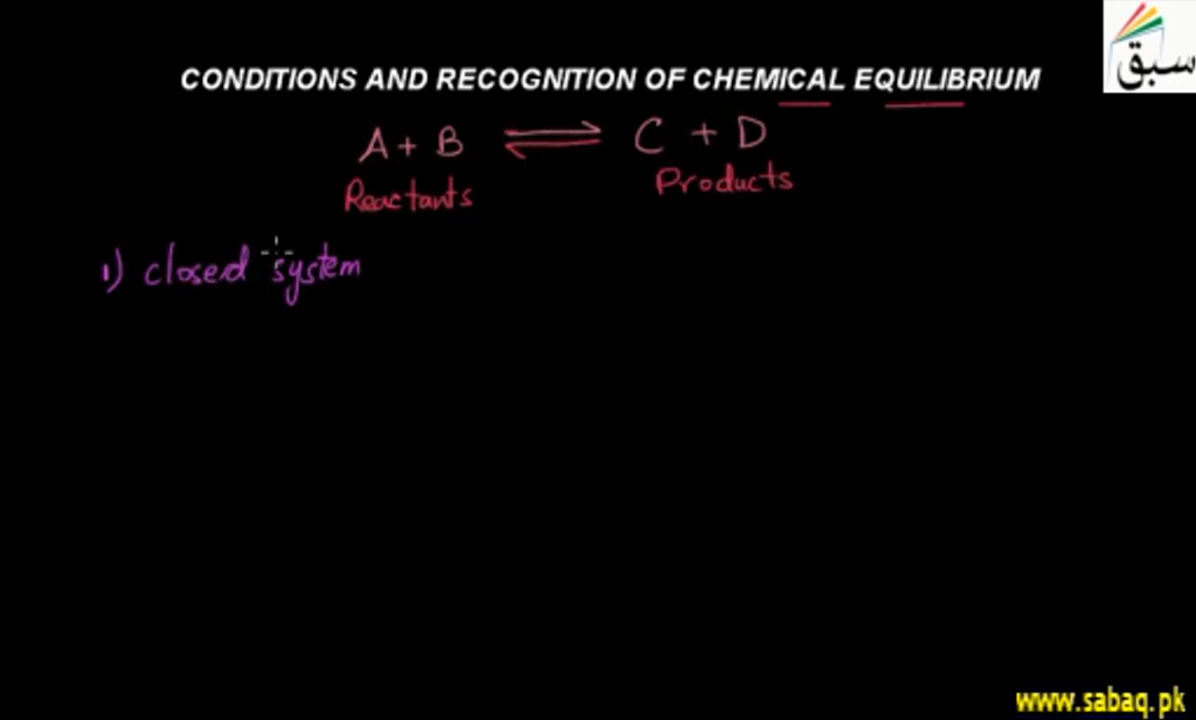 سبق
CONDITIONS AND RECOGNITION OF CHEMICAL EQUILIBRIUM
A + B ⇌ C + D
Reactants Products
1) closed system
www.sabaq.pk